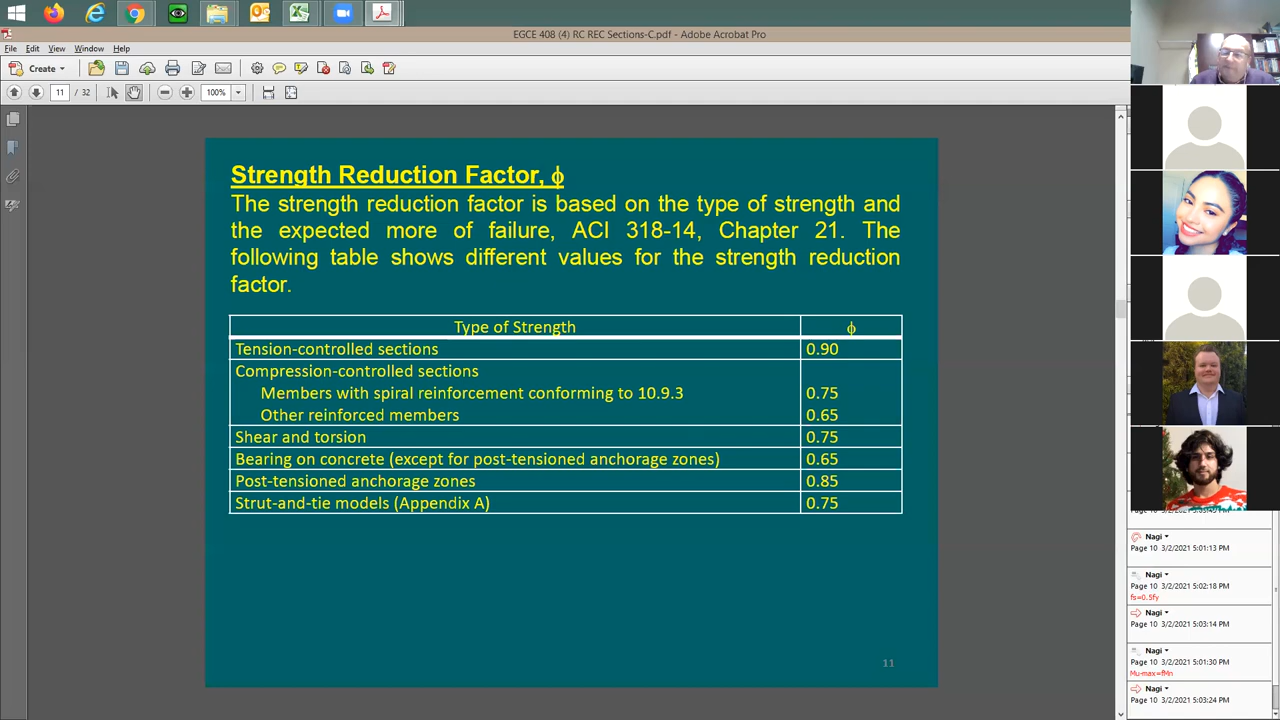 EGCE 408 (4) RC REC Sections-C.pdf - Adobe Acrobat Pro
File Edit View Window Help
Create
11 / 32 100%
Strength Reduction Factor, ϕ
The strength reduction factor is based on the type of strength and
the expected more of failure, ACI 318-14, Chapter 21. The
following table shows different values for the strength reduction
factor.
Type of Strength ϕ
Tension-controlled sections 0.90
Compression-controlled sections
Members with spiral reinforcement conforming to 10.9.3 0.75
Other reinforced members 0.65
Shear and torsion 0.75
Bearing on concrete (except for post-tensioned anchorage zones) 0.65
Post-tensioned anchorage zones 0.85
Strut-and-tie models (Appendix A) 0.75
11
Nagi
Page 10 3/2/2021 5:01:13 PM
Nagi
Page 10 3/2/2021 5:02:18 PM
fs=0.5fy
Nagi
Page 10 3/2/2021 5:03:14 PM
Nagi
Page 10 3/2/2021 5:01:30 PM
Mu-max=fMn
Nagi
Page 10 3/2/2021 5:03:24 PM